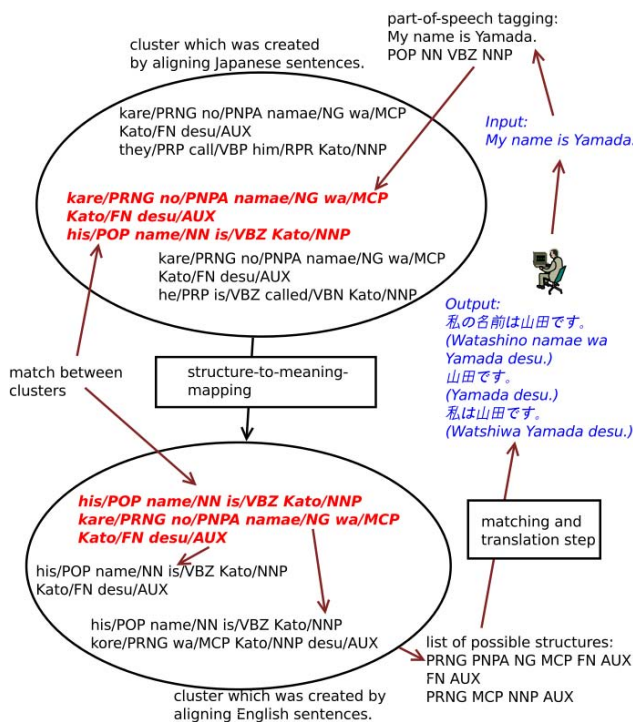 part-of-speech tagging:
My name is Yamada.
POP NN VBZ NNP
cluster which was created
by aligning Japanese sentences.
Input:
My name is Yamada.
kare/PRNG no/PNPA namae/NG wa/MCP
Kato/FN desu/AUX
they/PRP call/VBP him/RPR Kato/NNP
kare/PRNG no/PNPA namae/NG wa/MCP
Kato/FN desu/AUX
his/POP name/NN is/VBZ Kato/NNP
kare/PRNG no/PNPA namae/NG wa/MCP
Kato/FN desu/AUX
he/PRP is/VBZ called/VBN Kato/NNP
Output:
私の名前は山田です。
(Watashino namae wa
Yamada desu.)
山田です。
(Yamada desu.)
私は山田です。
(Watshiwa Yamada desu.)
match between
clusters
structure-to-meaning-
mapping
his/POP name/NN is/VBZ Kato/NNP
kare/PRNG no/PNPA namae/NG wa/MCP
Kato/FN desu/AUX
his/POP name/NN is/VBZ Kato/NNP
Kato/FN desu/AUX
his/POP name/NN is/VBZ Kato/NNP
kore/PRNG wa/MCP Kato/NNP desu/AUX
matching and
translation step
list of possible structures:
PRNG PNPA NG MCP FN AUX
FN AUX
PRNG MCP NNP AUX
cluster which was created by
aligning English sentences.